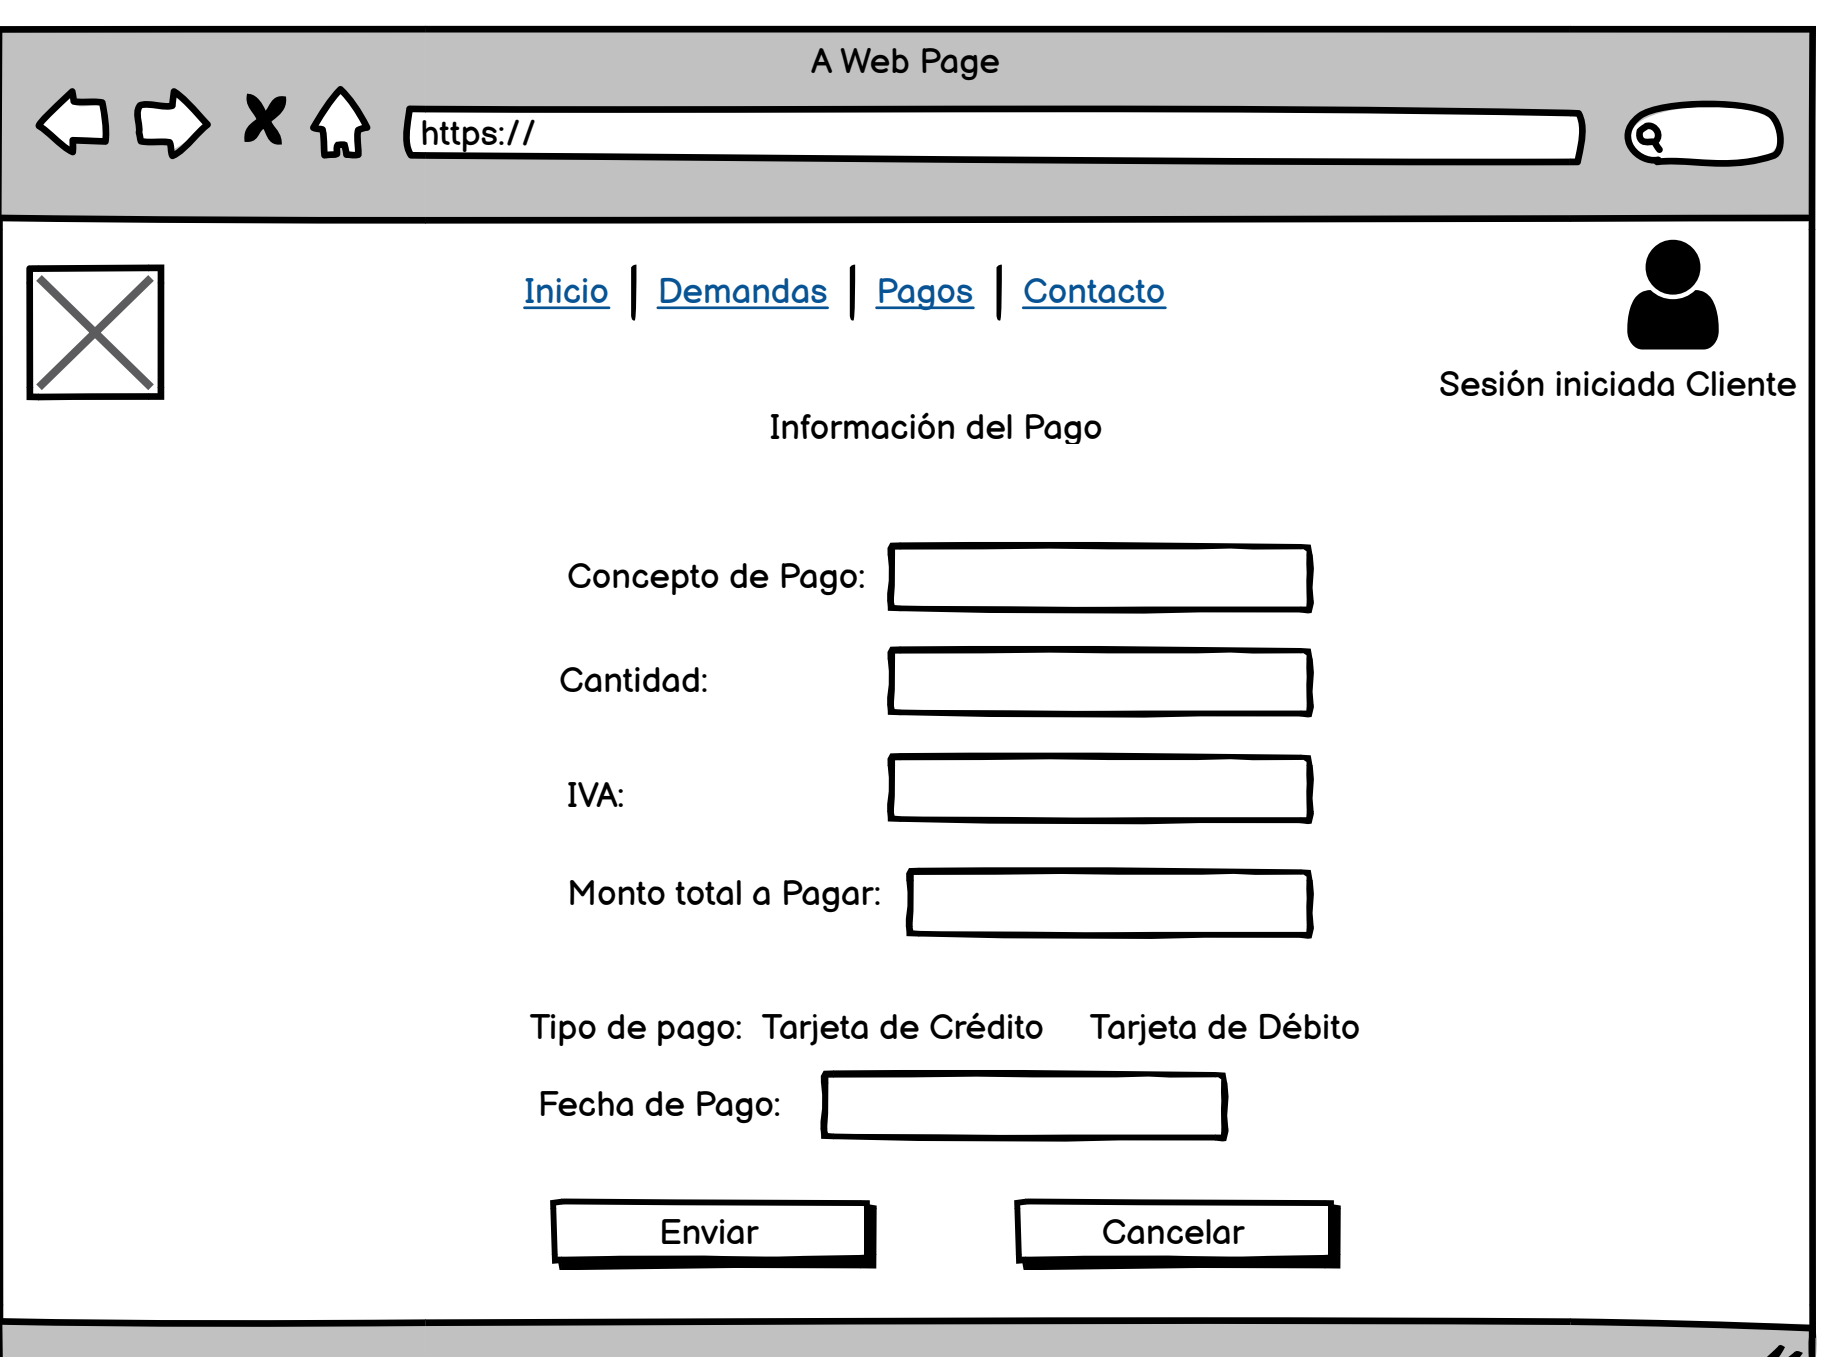 A Web Page
https://
Inicio
Demandas
Pagos
Contacto
Sesión iniciada Cliente
Información del Pago
Concepto de Pago:
Cantidad:
IVA:
Monto total a Pagar:
Tipo de pago: Tarjeta de Crédito Tarjeta de Débito
Fecha de Pago:
Enviar
Cancelar